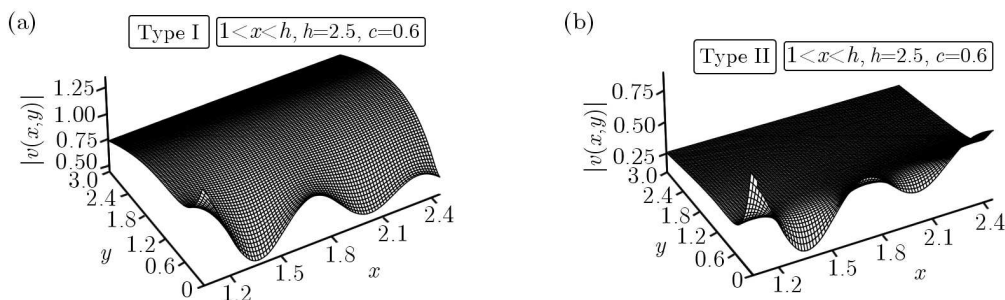 (a)
Type I 1<x<h, h=2.5, c=0.6
|v(x,y)|
1.25
1.00
0.75
0.50
3.0
2.4
1.8
1.2
0.6
0
y
1.2
1.5
1.8
2.1
2.4
x
(b)
Type II 1<x<h, h=2.5, c=0.6
|v(x,y)|
0.75
0.50
0.25
3.0
2.4
1.8
1.2
0.6
0
y
1.2
1.5
1.8
2.1
2.4
x